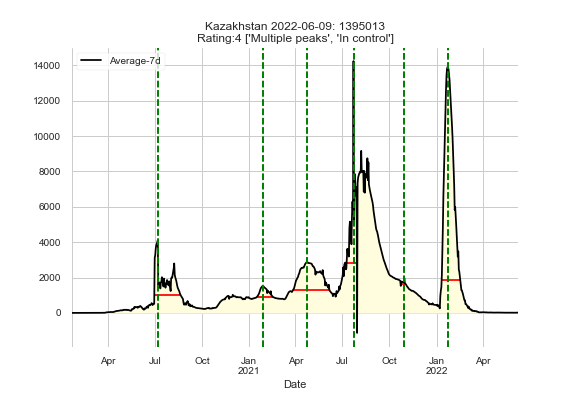 Kazakhstan 2022-06-09: 1395013
Rating:4 ['Multiple peaks', 'In control']
Average-7d
14000
12000
10000
8000
6000
4000
2000
0
Apr Jul Oct Jan Apr Jul Oct Jan Apr
2021 2022
Date